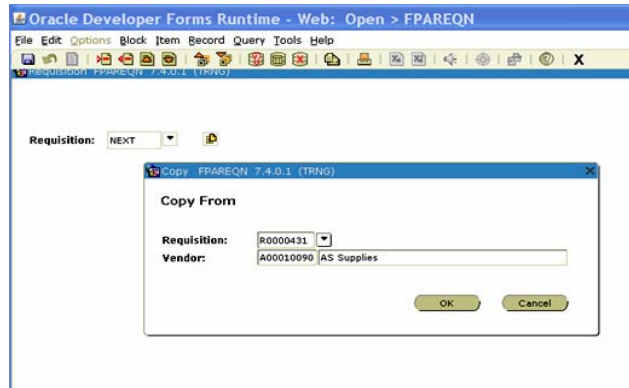 Oracle Developer Forms Runtime - Web: Open > FPAREQN
File Edit Options Block Item Record Query Tools Help
X
Requisition FPAREQN 7.4.0.1 (TRNG)
Requisition: NEXT
Copy FPAREQN 7.4.0.1 (TRNG)
Copy From
Requisition: R0000431
Vendor: A00010090 AS Supplies
OK Cancel